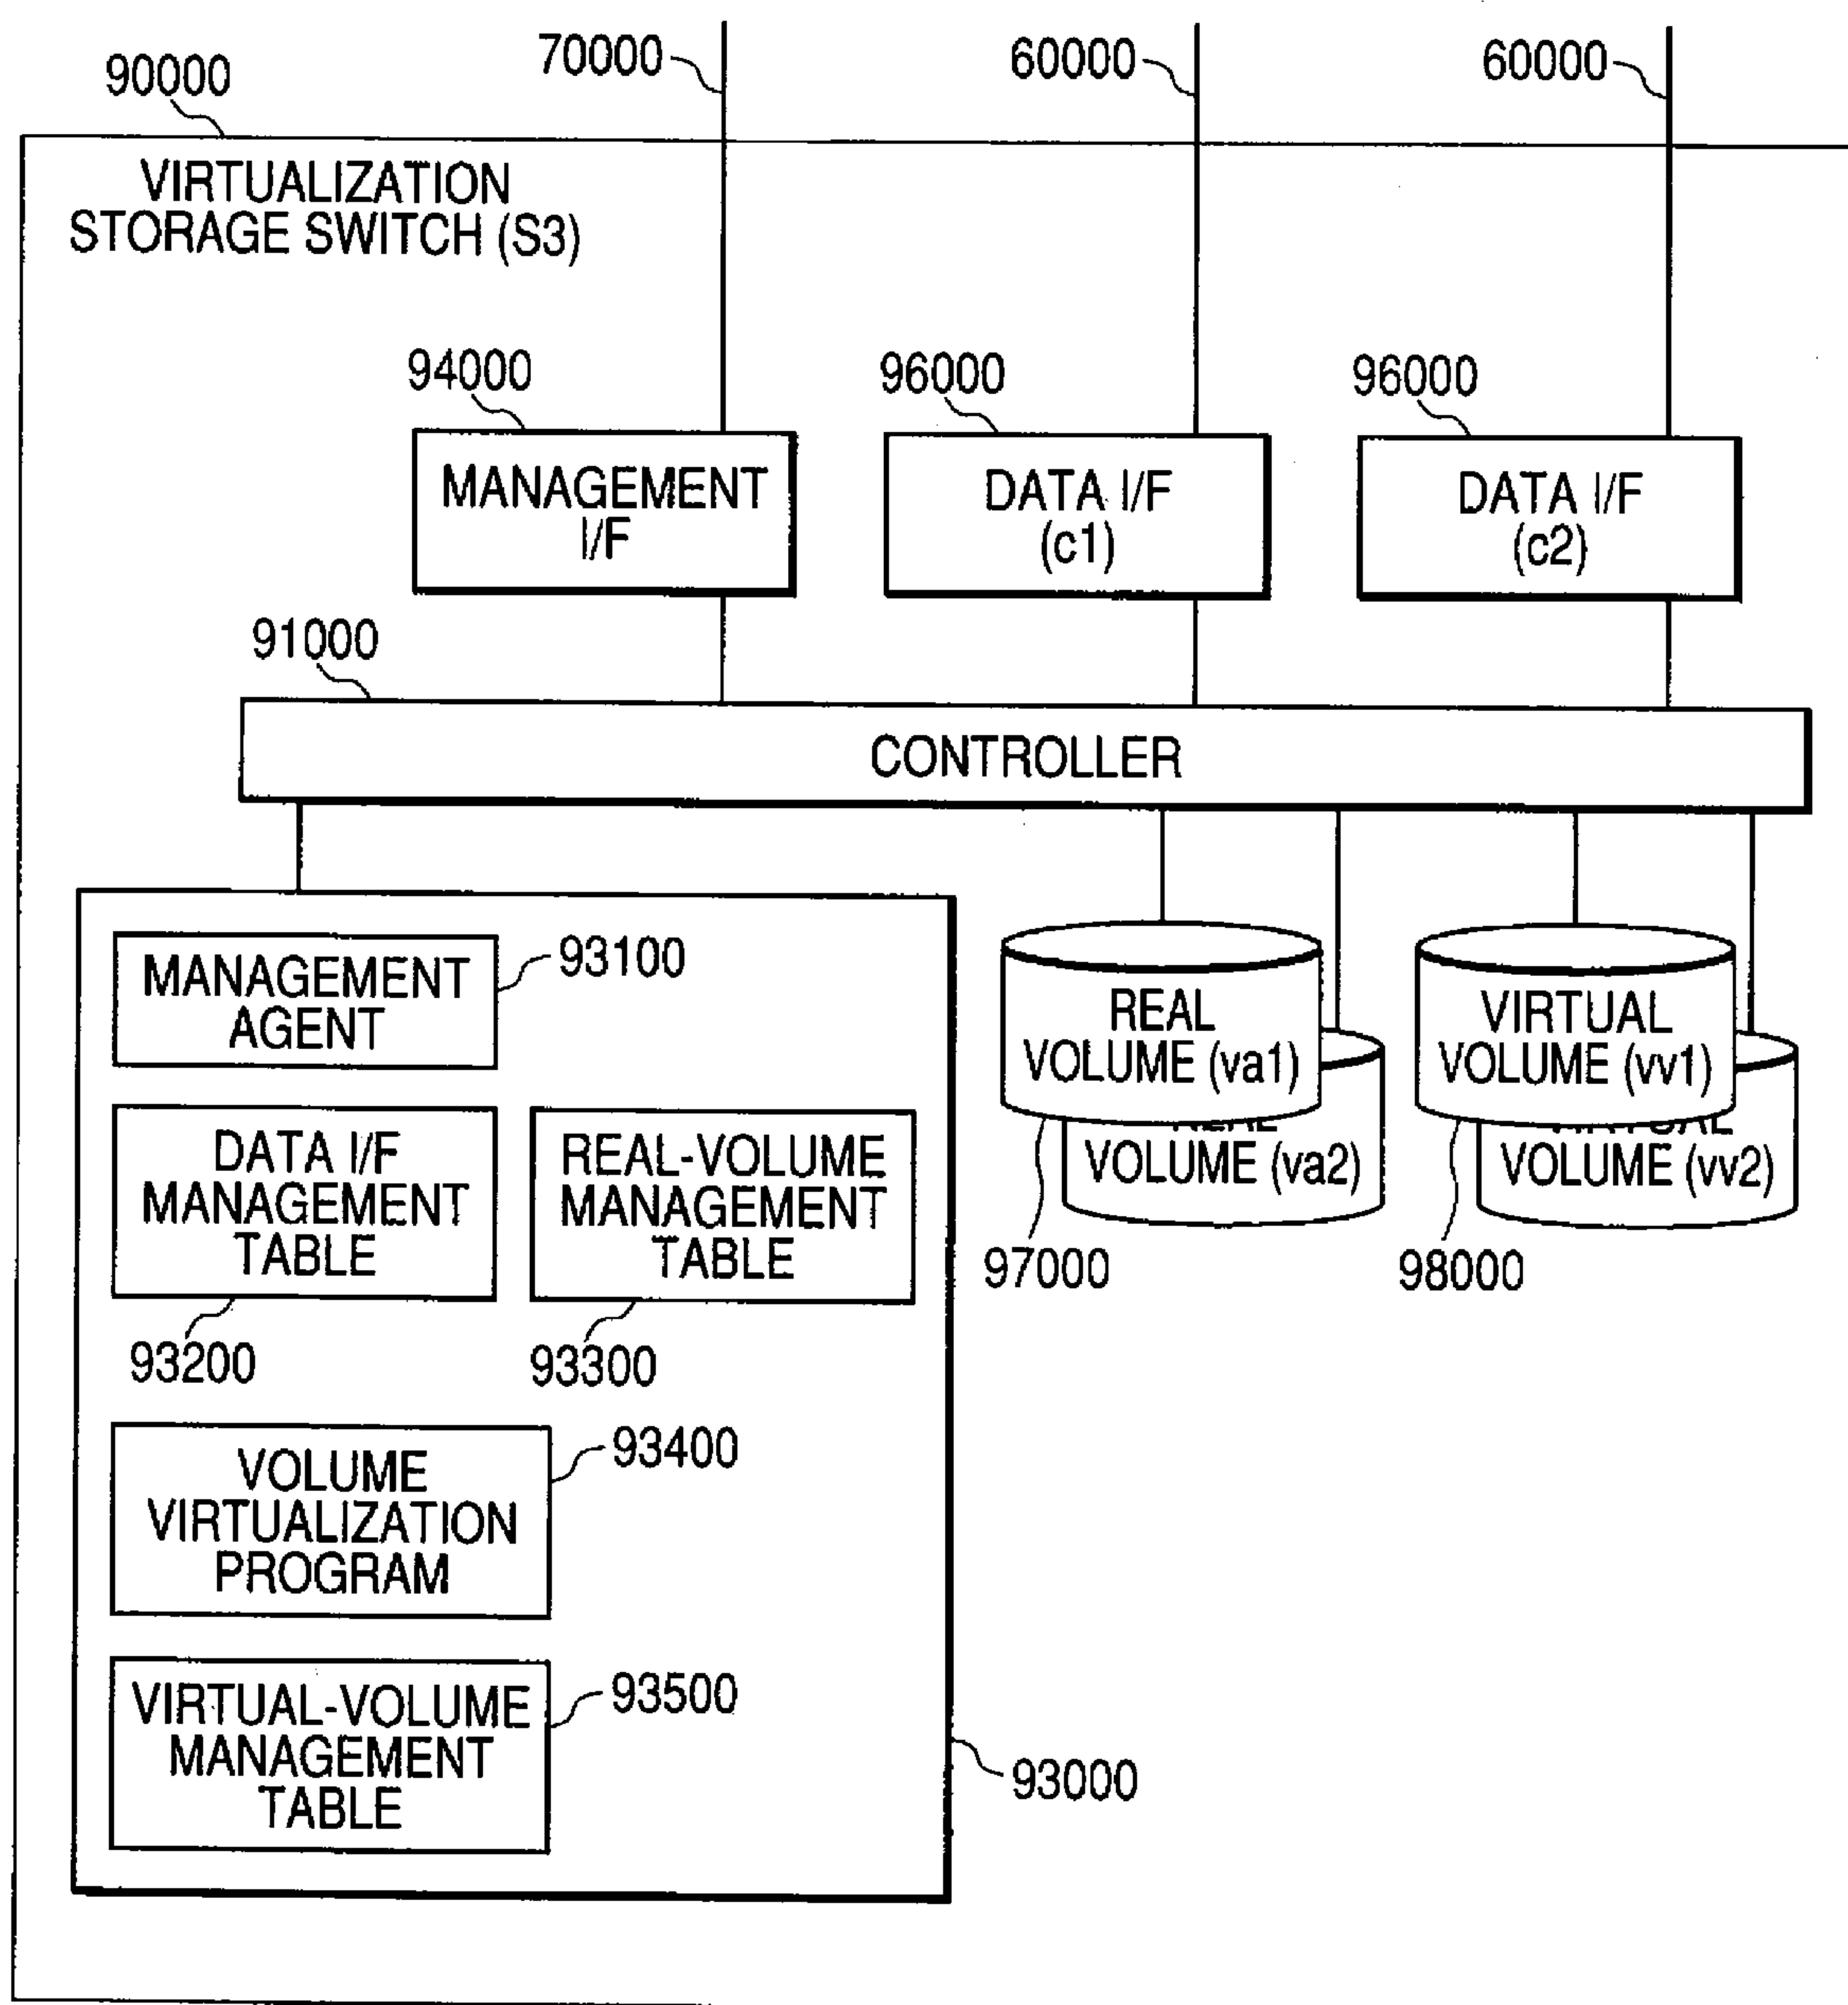 70000
60000
60000
90000
VIRTUALIZATION
STORAGE SWITCH (S3)
94000
96000
96000
MANAGEMENT
I/F
DATA I/F
(c1)
DATA I/F
(c2)
91000
CONTROLLER
MANAGEMENT
AGENT
93100
REAL
VOLUME (va1)
VIRTUAL
VOLUME (vv1)
REAL
VOLUME (va2)
VIRTUAL
VOLUME (vv2)
97000
98000
DATA I/F
MANAGEMENT
TABLE
REAL-VOLUME
MANAGEMENT
TABLE
93200
93300
VOLUME
VIRTUALIZATION
PROGRAM
93400
VIRTUAL-VOLUME
MANAGEMENT
TABLE
93500
93000